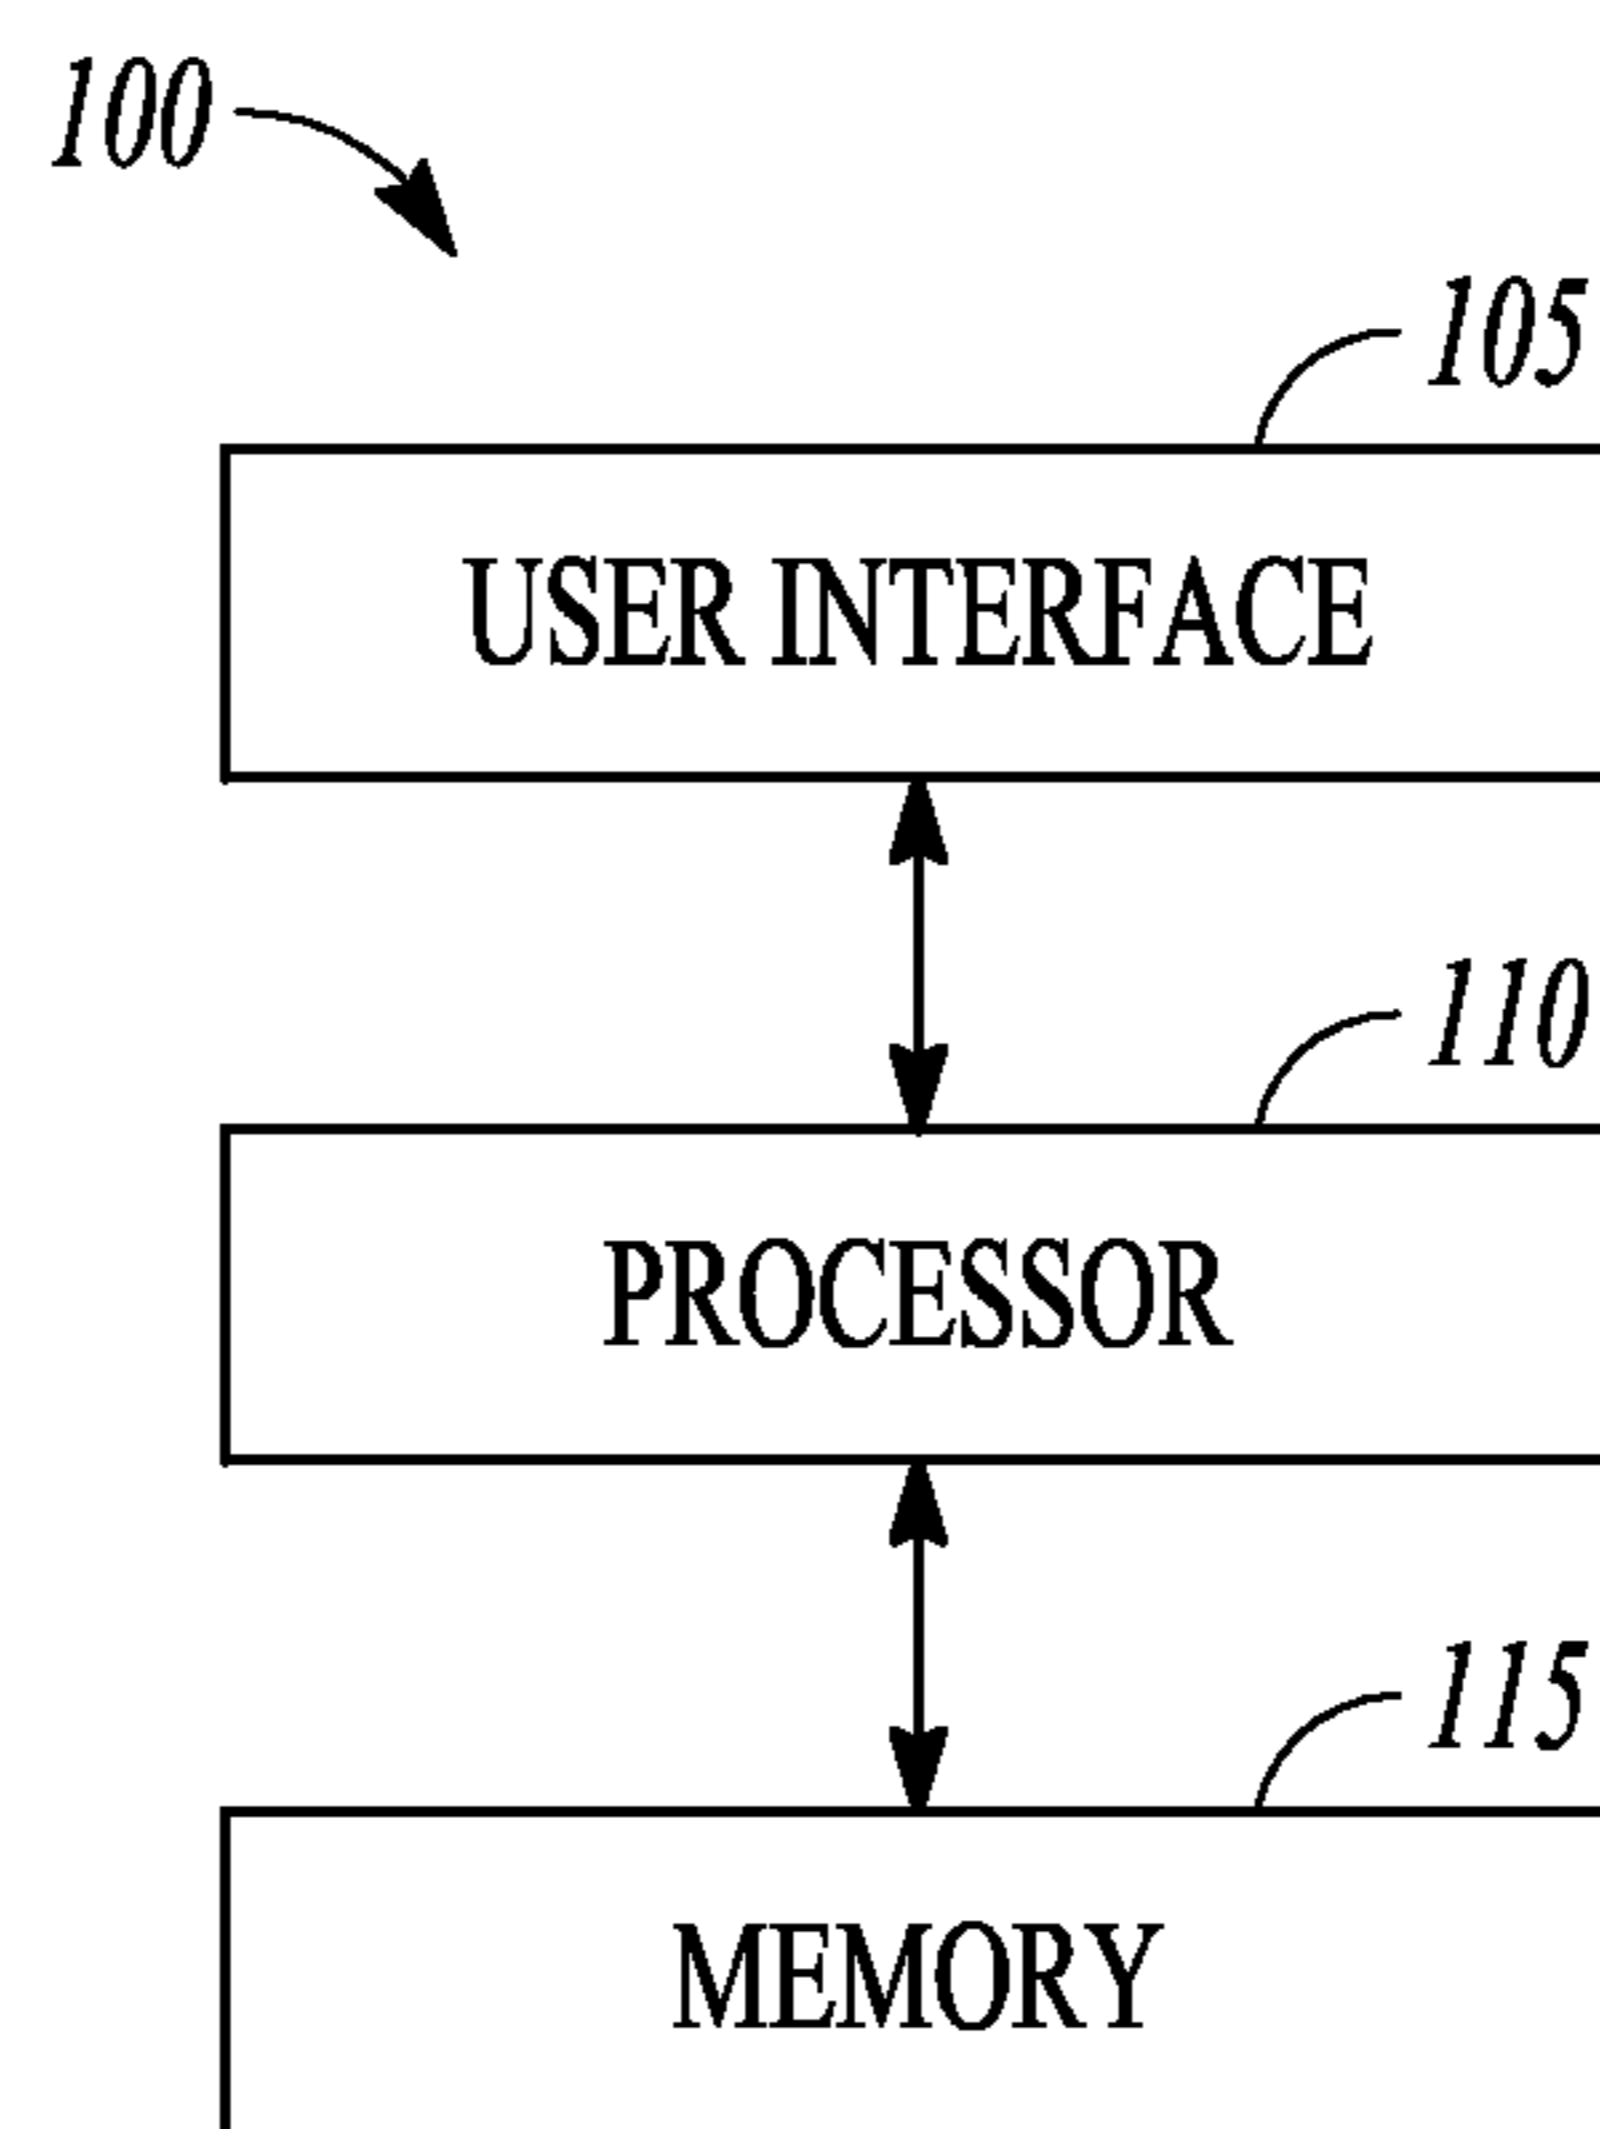 100
105
USER INTERFACE
110
PROCESSOR
115
MEMORY